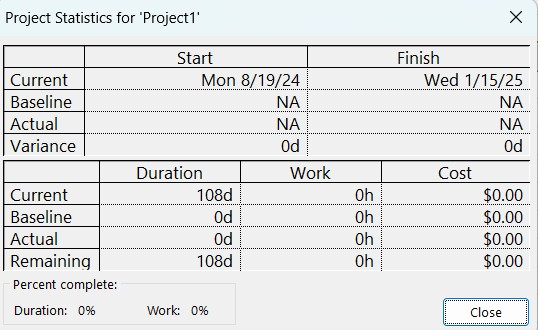 Project Statistics for 'Project1'
Start Finish
Current Mon 8/19/24 Wed 1/15/25
Baseline NA NA
Actual NA NA
Variance 0d 0d
Duration Work Cost
Current 108d 0h $0.00
Baseline 0d 0h $0.00
Actual 0d 0h $0.00
Remaining 108d 0h $0.00
Percent complete:
Duration: 0% Work: 0%
Close